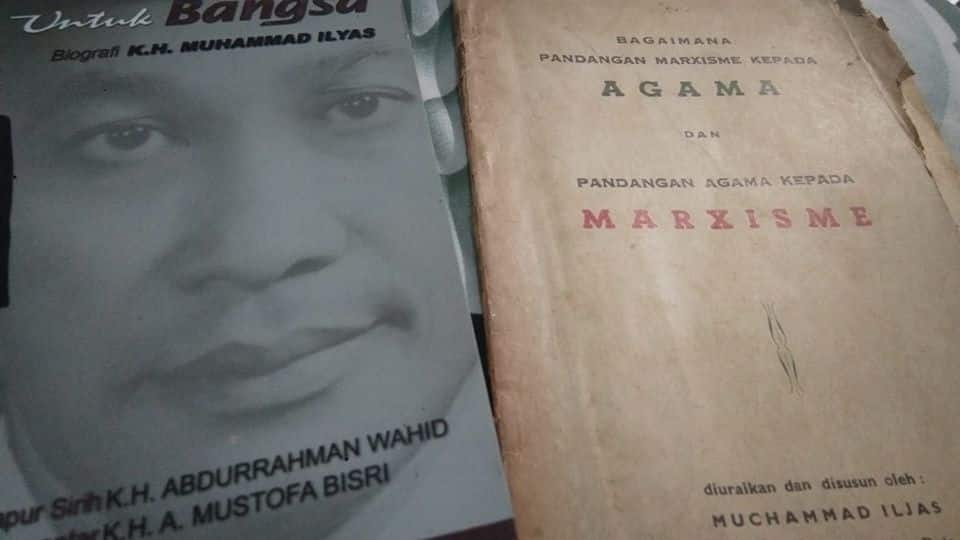 Untuk Bangsa
Biografi K.H. MUHAMMAD ILYAS
Sirih K.H. ABDURRAHMAN WAHID
K.H. A. MUSTOFA BISRI
BAGAIMANA
PANDANGAN MARXISME KEPADA
AGAMA
DAN
PANDANGAN AGAMA KEPADA
MARXISME
diuraikan dan disusun oleh :
MUCHAMMAD ILJAS